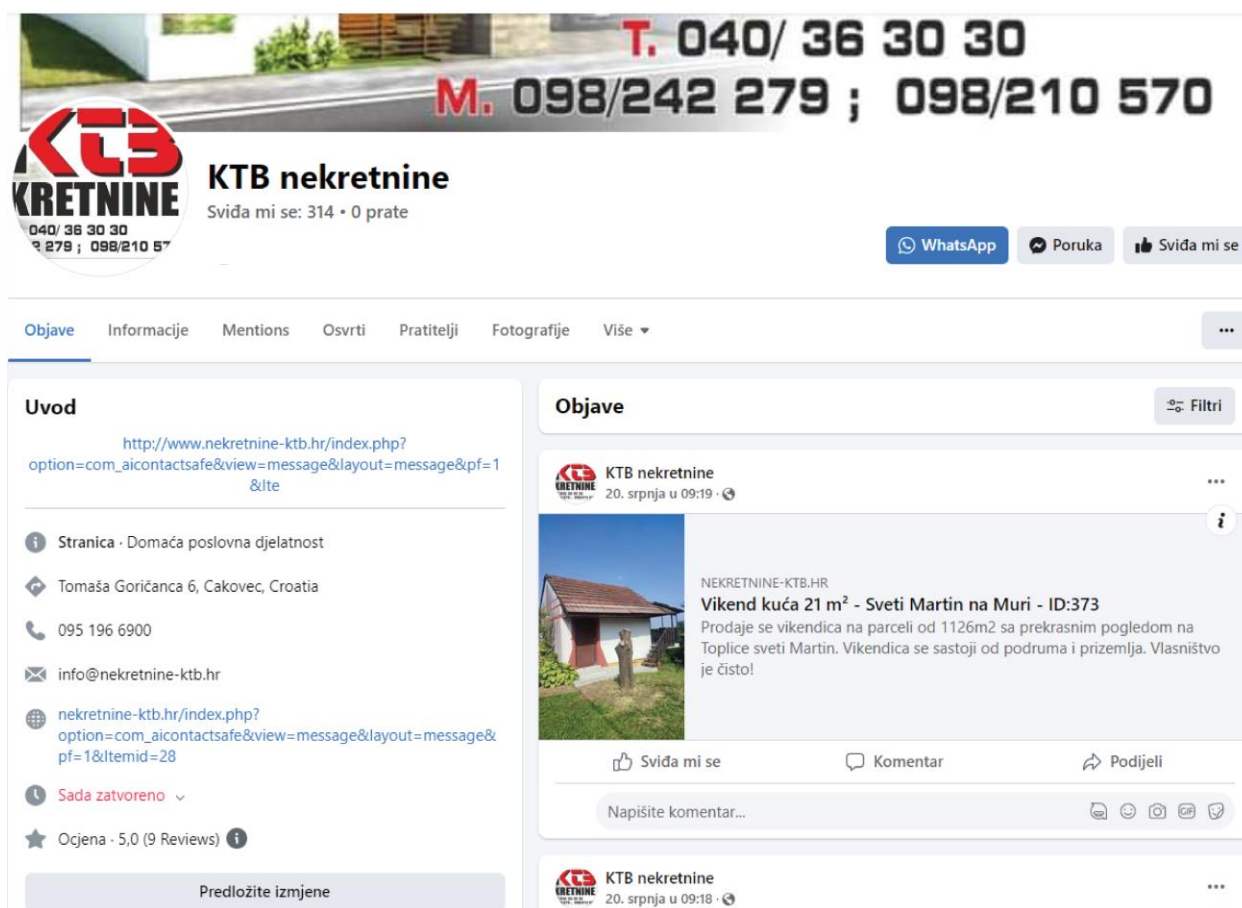 T. 040/ 36 30 30
M. 098/242 279 ; 098/210 570
KTB
KRETNINE
040/ 36 30 30
2 279 ; 098/210 57
KTB nekretnine
Sviđa mi se: 314 • 0 prate
WhatsApp
Poruka
Sviđa mi se
Objave Informacije Mentions Osvrti Pratitelji Fotografije Više
Uvod
http://www.nekretnine-ktb.hr/index.php?
option=com_aicontactsafe&view=message&layout=message&pf=1
&Ite
Stranica · Domaća poslovna djelatnost
Tomaša Goričanca 6, Cakovec, Croatia
095 196 6900
info@nekretnine-ktb.hr
nekretnine-ktb.hr/index.php?
option=com_aicontactsafe&view=message&layout=message&
pf=1&Itemid=28
Sada zatvoreno
Ocjena · 5,0 (9 Reviews)
Predložite izmjene
Objave
Filtri
KTB nekretnine
20. srpnja u 09:19
NEKRETNINE-KTB.HR
Vikend kuća 21 m² - Sveti Martin na Muri - ID:373
Prodaje se vikendica na parceli od 1126m2 sa prekrasnim pogledom na
Toplice sveti Martin. Vikendica se sastoji od podruma i prizemlja. Vlasništvo
je čisto!
Sviđa mi se Komentar Podijeli
Napišite komentar...
GIF
KTB nekretnine
20. srpnja u 09:18